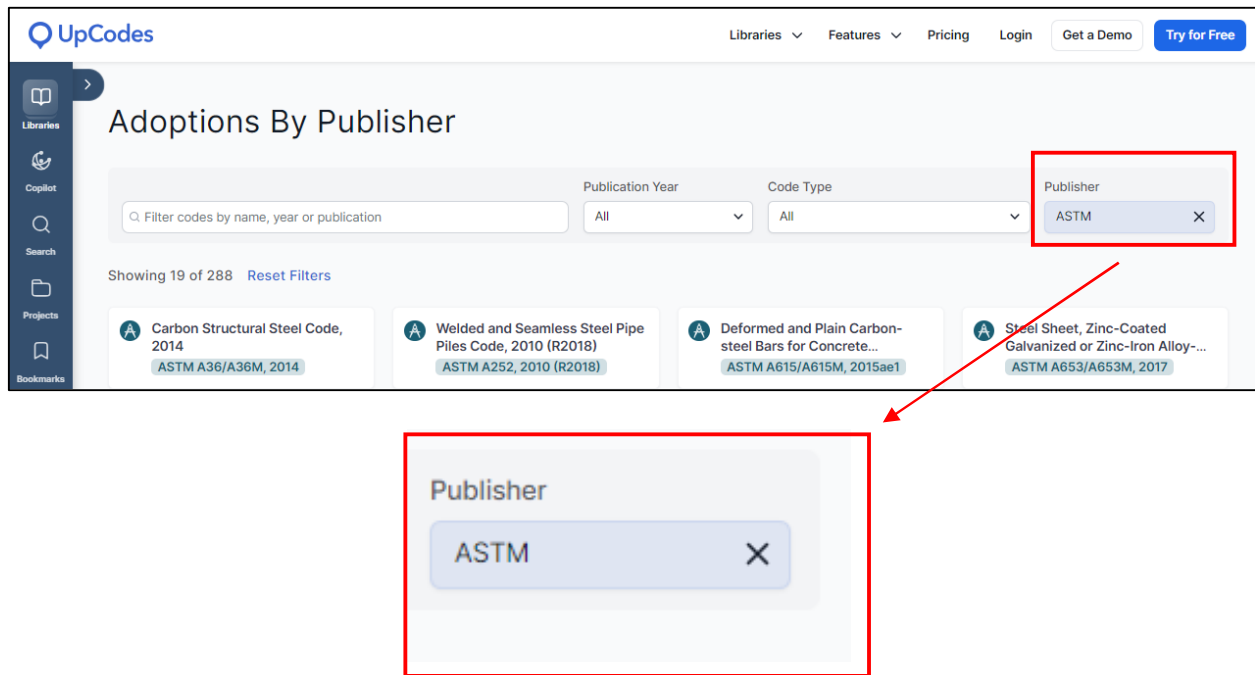 UpCodes
Libraries Features Pricing Login Get a Demo Try for Free
Libraries
Copilot
Search
Projects
Bookmarks
Adoptions By Publisher
Publication Year Code Type Publisher
Filter codes by name, year or publication All All ASTM
Showing 19 of 288 Reset Filters
Carbon Structural Steel Code,
2014
ASTM A36/A36M, 2014
Welded and Seamless Steel Pipe
Piles Code, 2010 (R2018)
ASTM A252, 2010 (R2018)
Deformed and Plain Carbon-
steel Bars for Concrete...
ASTM A615/A615M, 2015ae1
Steel Sheet, Zinc-Coated
Galvanized or Zinc-Iron Alloy-...
ASTM A653/A653M, 2017
Publisher
ASTM